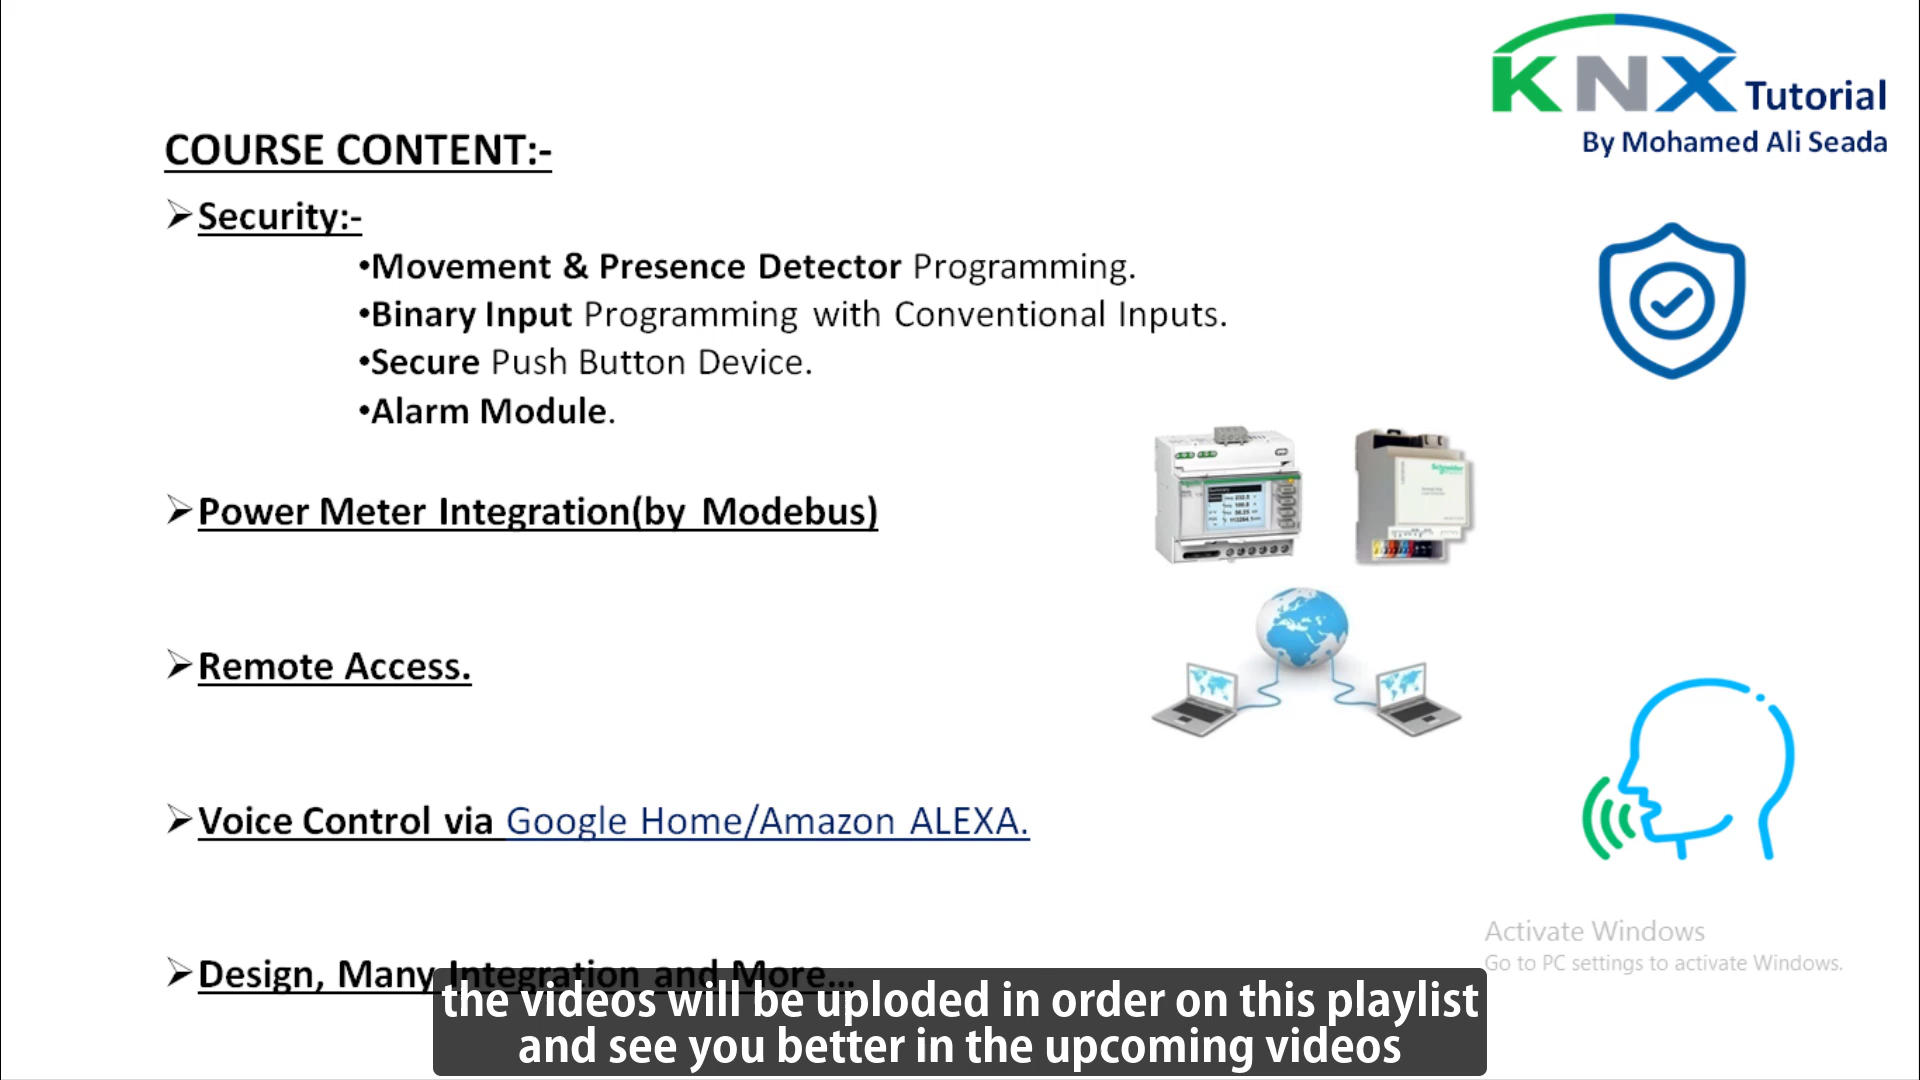 KNX Tutorial
By Mohamed Ali Seada
COURSE CONTENT:-
➢Security:-
•Movement & Presence Detector Programming.
•Binary Input Programming with Conventional Inputs.
•Secure Push Button Device.
•Alarm Module.
Schneider
➢Power Meter Integration(by Modebus)
➢Remote Access.
➢Voice Control via Google Home/Amazon ALEXA.
Activate Windows
Go to PC settings to activate Windows.
➢Design, Many Integration and More...
the videos will be uploded in order on this playlist
and see you better in the upcoming videos